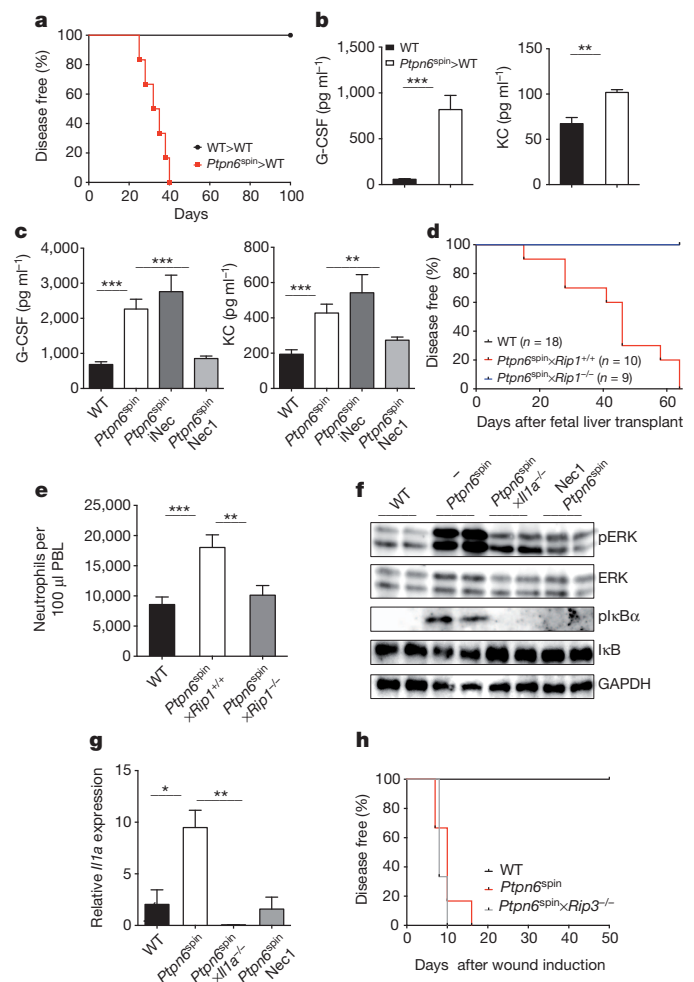 a
Disease free (%)
100
80
60
40
20
0
0
20
40
60
80
100
Days
WT>WT
Ptpn6spin>WT
b
WT
Ptpn6spin>WT
G-CSF (pg ml–1)
1,500
1,000
500
0
***
KC (pg ml–1)
150
100
50
0
**
c
G-CSF (pg ml–1)
4,000
3,000
2,000
1,000
0
***
***
WT
Ptpn6spin
Ptpn6spin
iNec
Ptpn6spin
Nec1
KC (pg ml–1)
800
600
400
200
0
***
**
WT
Ptpn6spin
Ptpn6spin
iNec
Ptpn6spin
Nec1
d
Disease free (%)
100
80
60
40
20
0
0
20
40
60
Days after fetal liver transplant
WT (n = 18)
Ptpn6spin×Rip1+/+ (n = 10)
Ptpn6spin×Rip1–/– (n = 9)
e
Neutrophils per
100 μl PBL
25,000
20,000
15,000
10,000
5,000
0
***
**
WT
Ptpn6spin
×Rip1+/+
Ptpn6spin
×Rip1–/–
f
WT
–
Ptpn6spin
Ptpn6spin
×Il1a–/–
Nec1
Ptpn6spin
pERK
ERK
pIκBα
IκB
GAPDH
g
Relative Il1a expression
15
10
5
0
*
**
WT
Ptpn6spin
Ptpn6spin
×Il1a–/–
Ptpn6spin
Nec1
h
Disease free (%)
100
80
60
40
20
0
0
10
20
30
40
50
Days after wound induction
WT
Ptpn6spin
Ptpn6spin×Rip3–/–